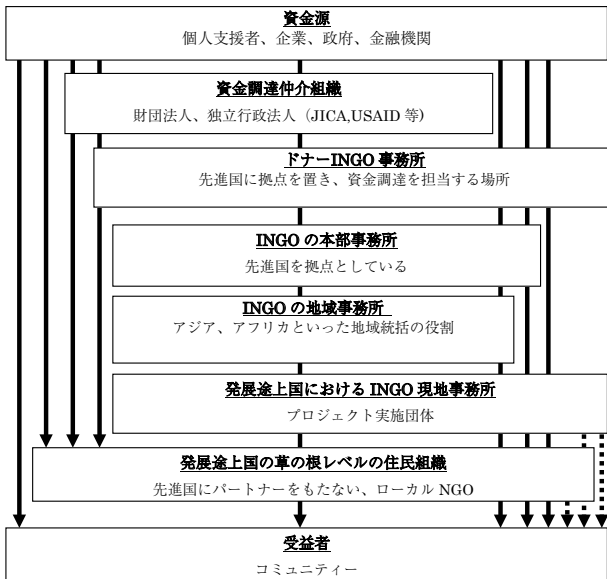 資金源
個人支援者、企業、政府、金融機関
資金調達仲介組織
財団法人、独立行政法人（JICA,USAID 等）
ドナーINGO 事務所
先進国に拠点を置き、資金調達を担当する場所
INGO の本部事務所
先進国を拠点としている
INGO の地域事務所
アジア、アフリカといった地域統括の役割
発展途上国における INGO 現地事務所
プロジェクト実施団体
発展途上国の草の根レベルの住民組織
先進国にパートナーをもたない、ローカル NGO
受益者
コミュニティー